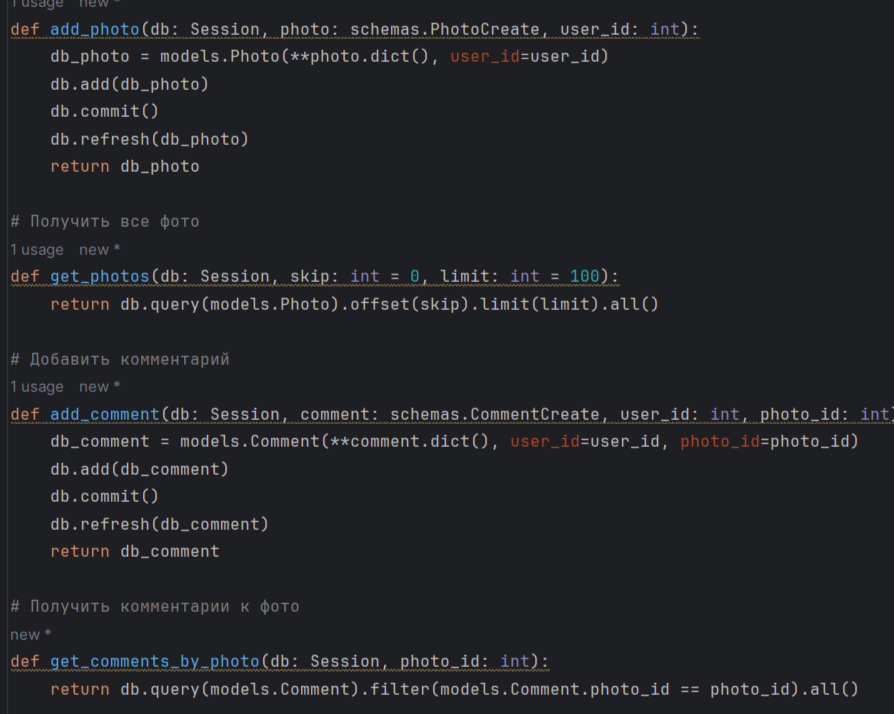 1 usage new *
def add_photo(db: Session, photo: schemas.PhotoCreate, user_id: int):
    db_photo = models.Photo(**photo.dict(), user_id=user_id)
    db.add(db_photo)
    db.commit()
    db.refresh(db_photo)
    return db_photo
# Получить все фото
1 usage new *
def get_photos(db: Session, skip: int = 0, limit: int = 100):
    return db.query(models.Photo).offset(skip).limit(limit).all()
# Добавить комментарий
1 usage new *
def add_comment(db: Session, comment: schemas.CommentCreate, user_id: int, photo_id: int)
    db_comment = models.Comment(**comment.dict(), user_id=user_id, photo_id=photo_id)
    db.add(db_comment)
    db.commit()
    db.refresh(db_comment)
    return db_comment
# Получить комментарии к фото
new *
def get_comments_by_photo(db: Session, photo_id: int):
    return db.query(models.Comment).filter(models.Comment.photo_id == photo_id).all()